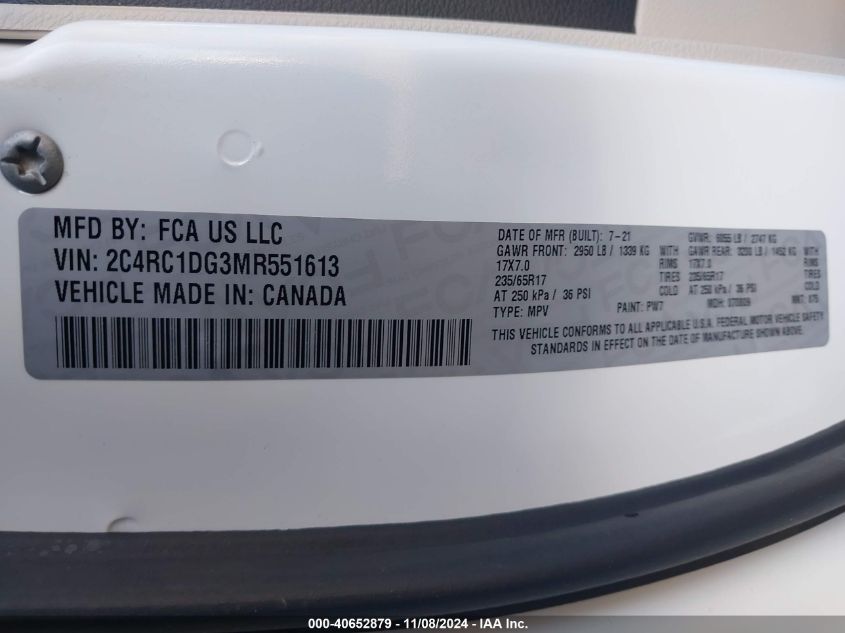 MFD BY: FCA US LLC
VIN: 2C4RC1DG3MR551613
VEHICLE MADE IN: CANADA
DATE OF MFR (BUILT): 7-21 GVWR: 6055 LB / 2747 KG
GAWR FRONT: 2950 LB / 1339 KG WITH GAWR REAR: 3200 LB / 1452 KG WITH
17X7.0 RIMS 17X7.0 RIMS
235/65R17 TIRES 235/65R17 TIRES
AT 250 kPa / 36 PSI COLD AT 250 kPa / 36 PSI COLD
TYPE: MPV PAINT: PW7 MDH:
THIS VEHICLE CONFORMS TO ALL APPLICABLE U.S.A. FEDERAL MOTOR VEHICLE SAFETY
STANDARDS IN EFFECT ON THE DATE OF MANUFACTURE SHOWN ABOVE.
000-40652879 - 11/08/2024 - IAA Inc.